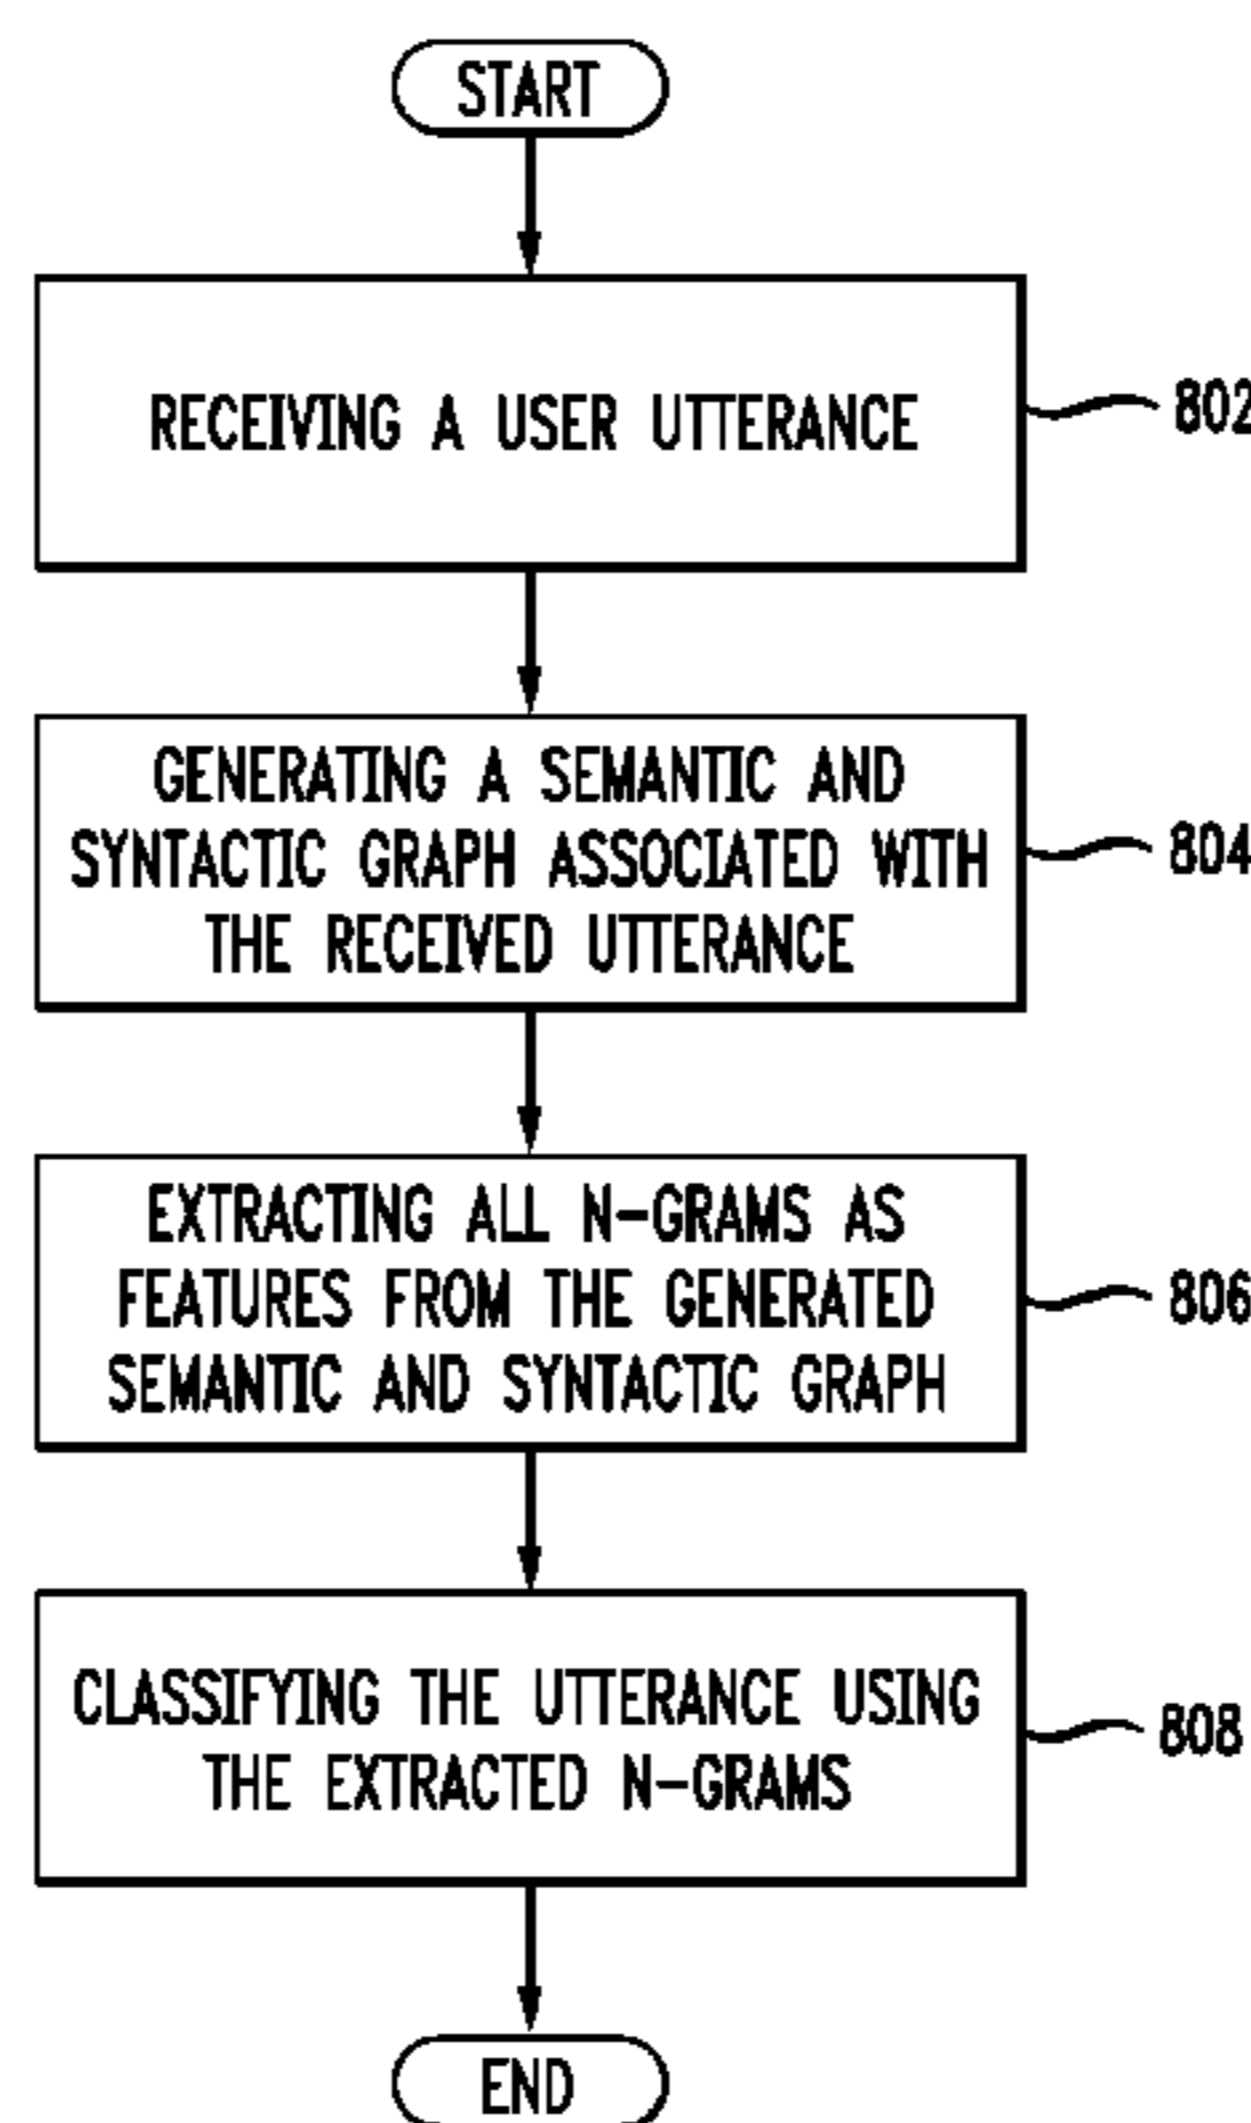 START
RECEIVING A USER UTTERANCE
802
GENERATING A SEMANTIC AND
SYNTACTIC GRAPH ASSOCIATED WITH
THE RECEIVED UTTERANCE
804
EXTRACTING ALL N-GRAMS AS
FEATURES FROM THE GENERATED
SEMANTIC AND SYNTACTIC GRAPH
806
CLASSIFYING THE UTTERANCE USING
THE EXTRACTED N-GRAMS
808
END